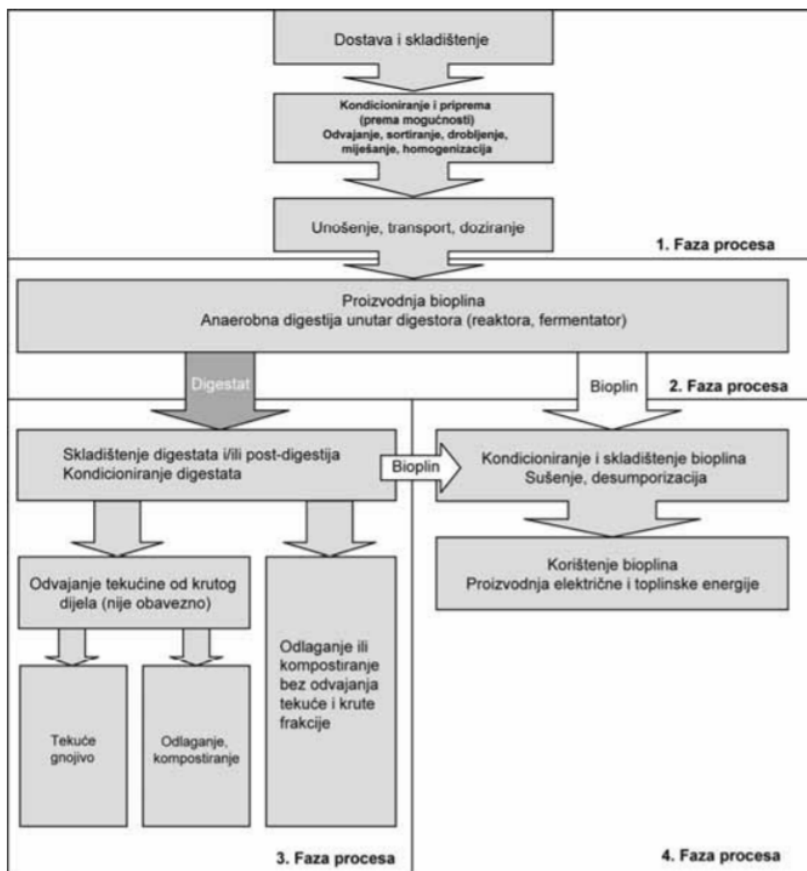 Dostava i skladištenje
Kondicioniranje i priprema
(prema mogućnosti)
Odvajanje, sortiranje, drobljenje,
miješanje, homogenizacija
Unošenje, transport, doziranje
1. Faza procesa
Proizvodnja bioplina
Anaerobna digestija unutar digestora (reaktora, fermentator)
Digestat
Bioplin
2. Faza procesa
Skladištenje digestata i/ili post-digestija
Kondicioniranje digestata
Bioplin
Kondicioniranje i skladištenje bioplina
Sušenje, desumporizacija
Odvajanje tekućine od krutog
dijela (nije obavezno)
Odlaganje ili
kompostiranje
bez odvajanja
tekuće i krute
frakcije
Korištenje bioplina
Proizvodnja električne i toplinske energije
Tekuće
gnojivo
Odlaganje,
kompostiranje
3. Faza procesa
4. Faza procesa